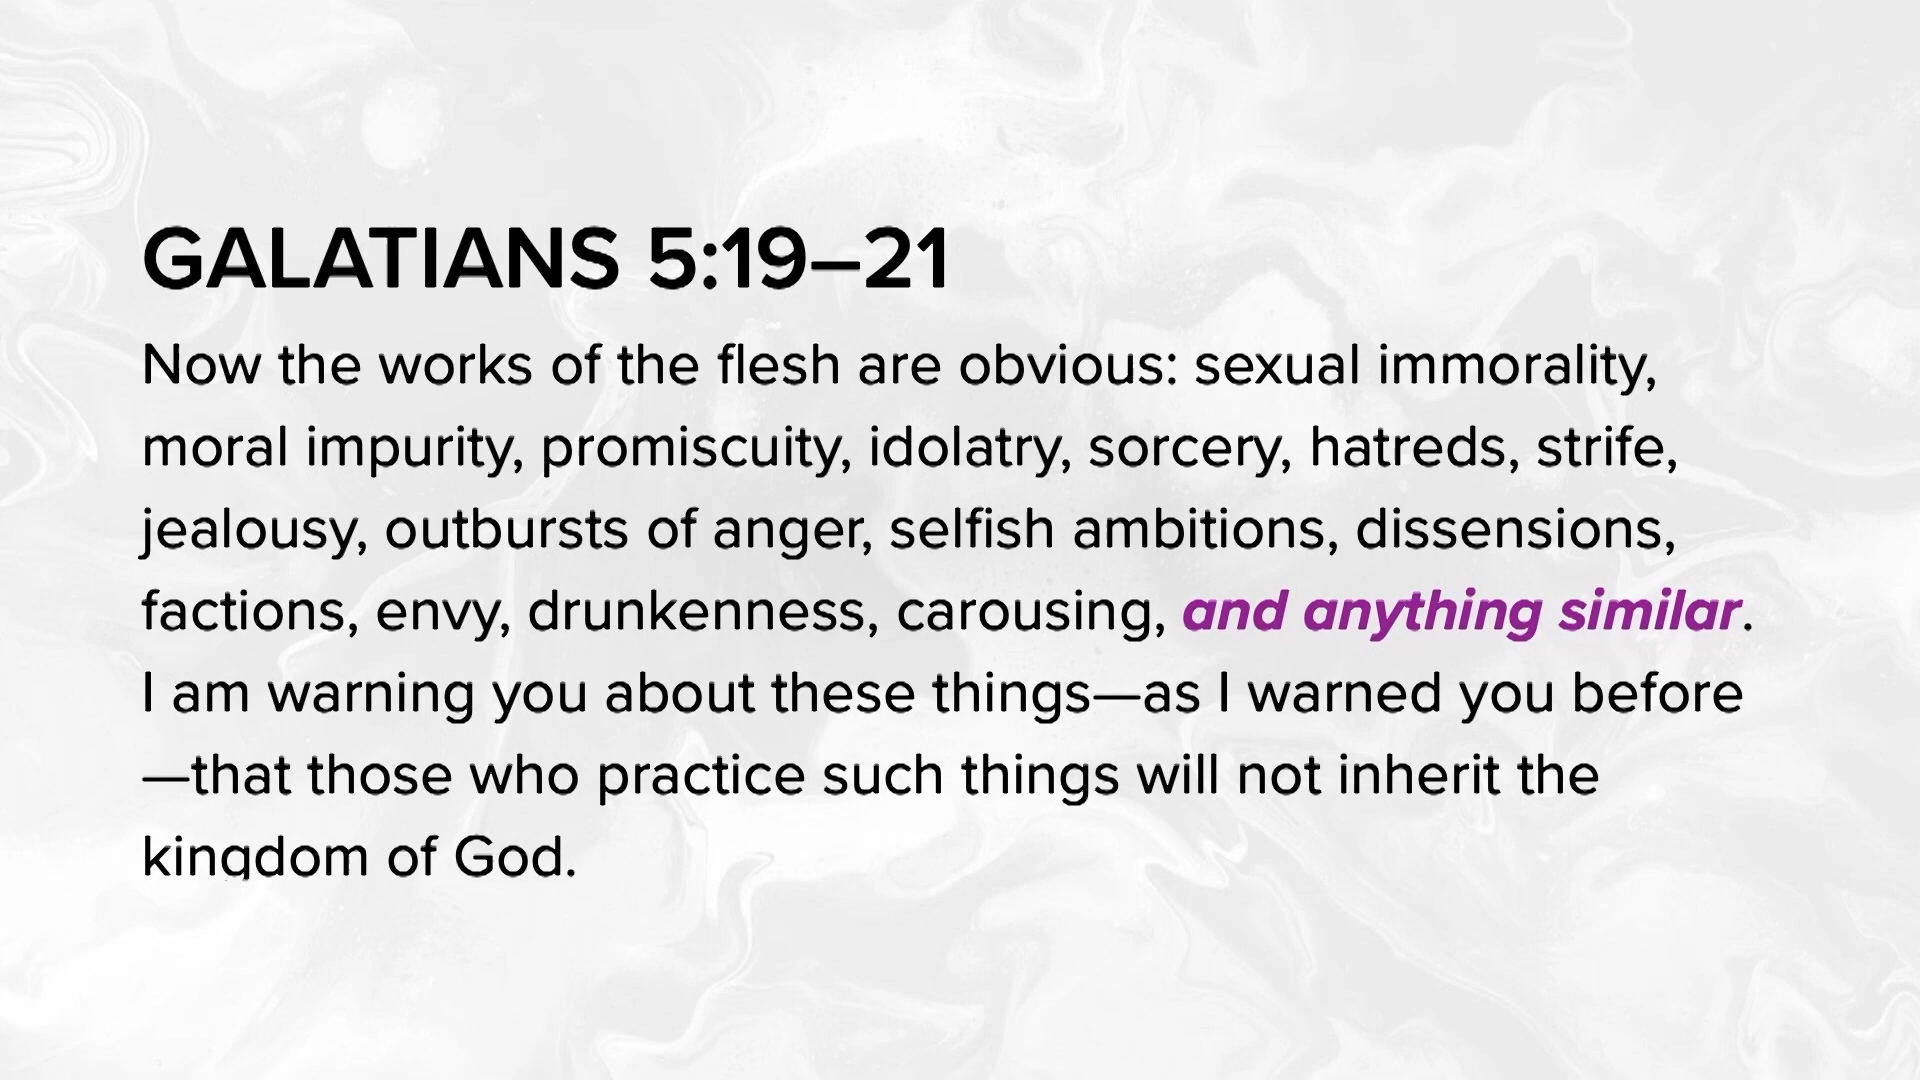 GALATIANS 5:19–21
Now the works of the flesh are obvious: sexual immorality,
moral impurity, promiscuity, idolatry, sorcery, hatreds, strife,
jealousy, outbursts of anger, selfish ambitions, dissensions,
factions, envy, drunkenness, carousing, and anything similar.
I am warning you about these things—as I warned you before
—that those who practice such things will not inherit the
kingdom of God.